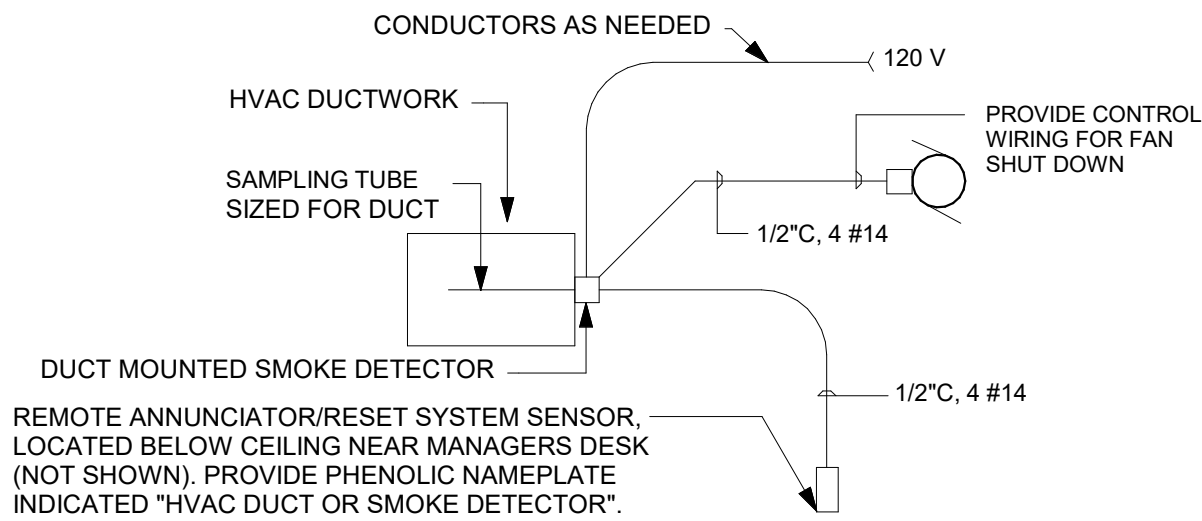 CONDUCTORS AS NEEDED
120 V
HVAC DUCTWORK
PROVIDE CONTROL
WIRING FOR FAN
SHUT DOWN
SAMPLING TUBE
SIZED FOR DUCT
1/2"C, 4 #14
DUCT MOUNTED SMOKE DETECTOR
1/2"C, 4 #14
REMOTE ANNUNCIATOR/RESET SYSTEM SENSOR,
LOCATED BELOW CEILING NEAR MANAGERS DESK
(NOT SHOWN). PROVIDE PHENOLIC NAMEPLATE
INDICATED "HVAC DUCT OR SMOKE DETECTOR".